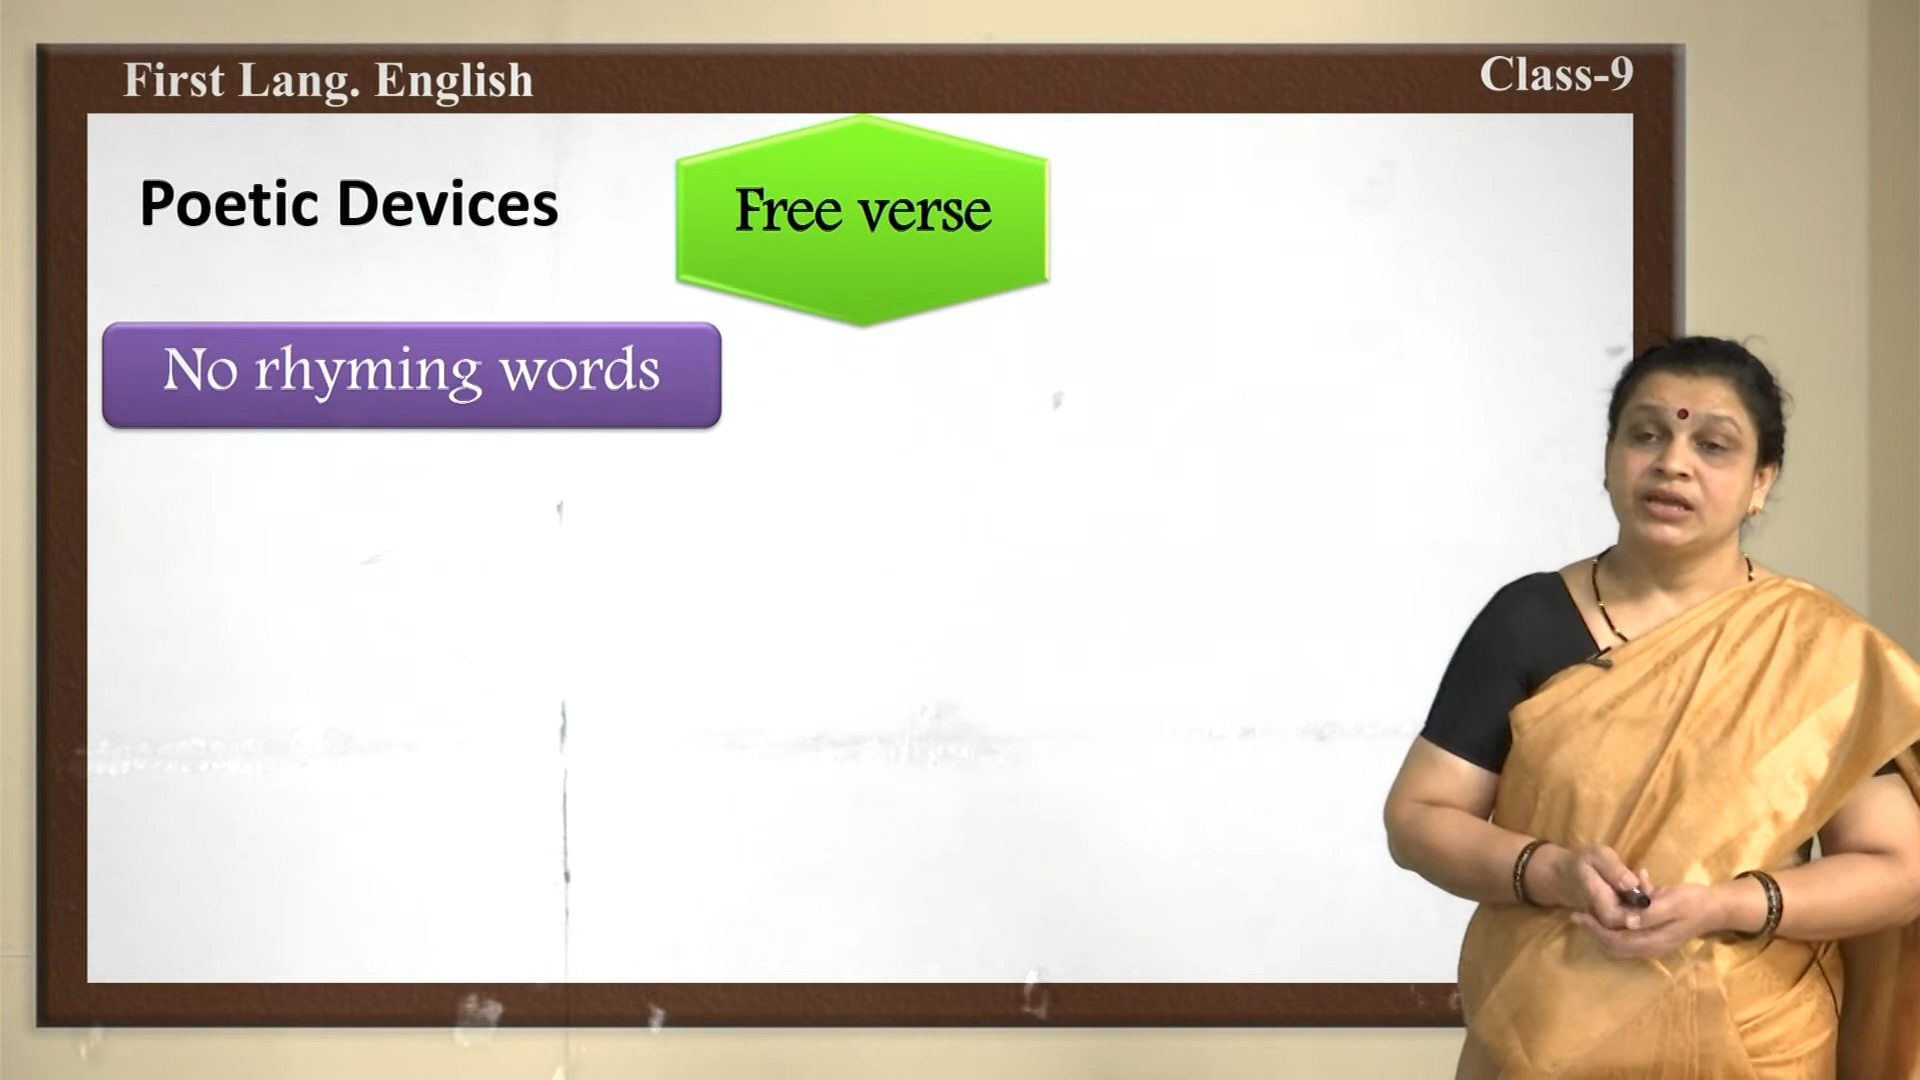 First Lang. English
Class-9
Poetic Devices
Free verse
No rhyming words